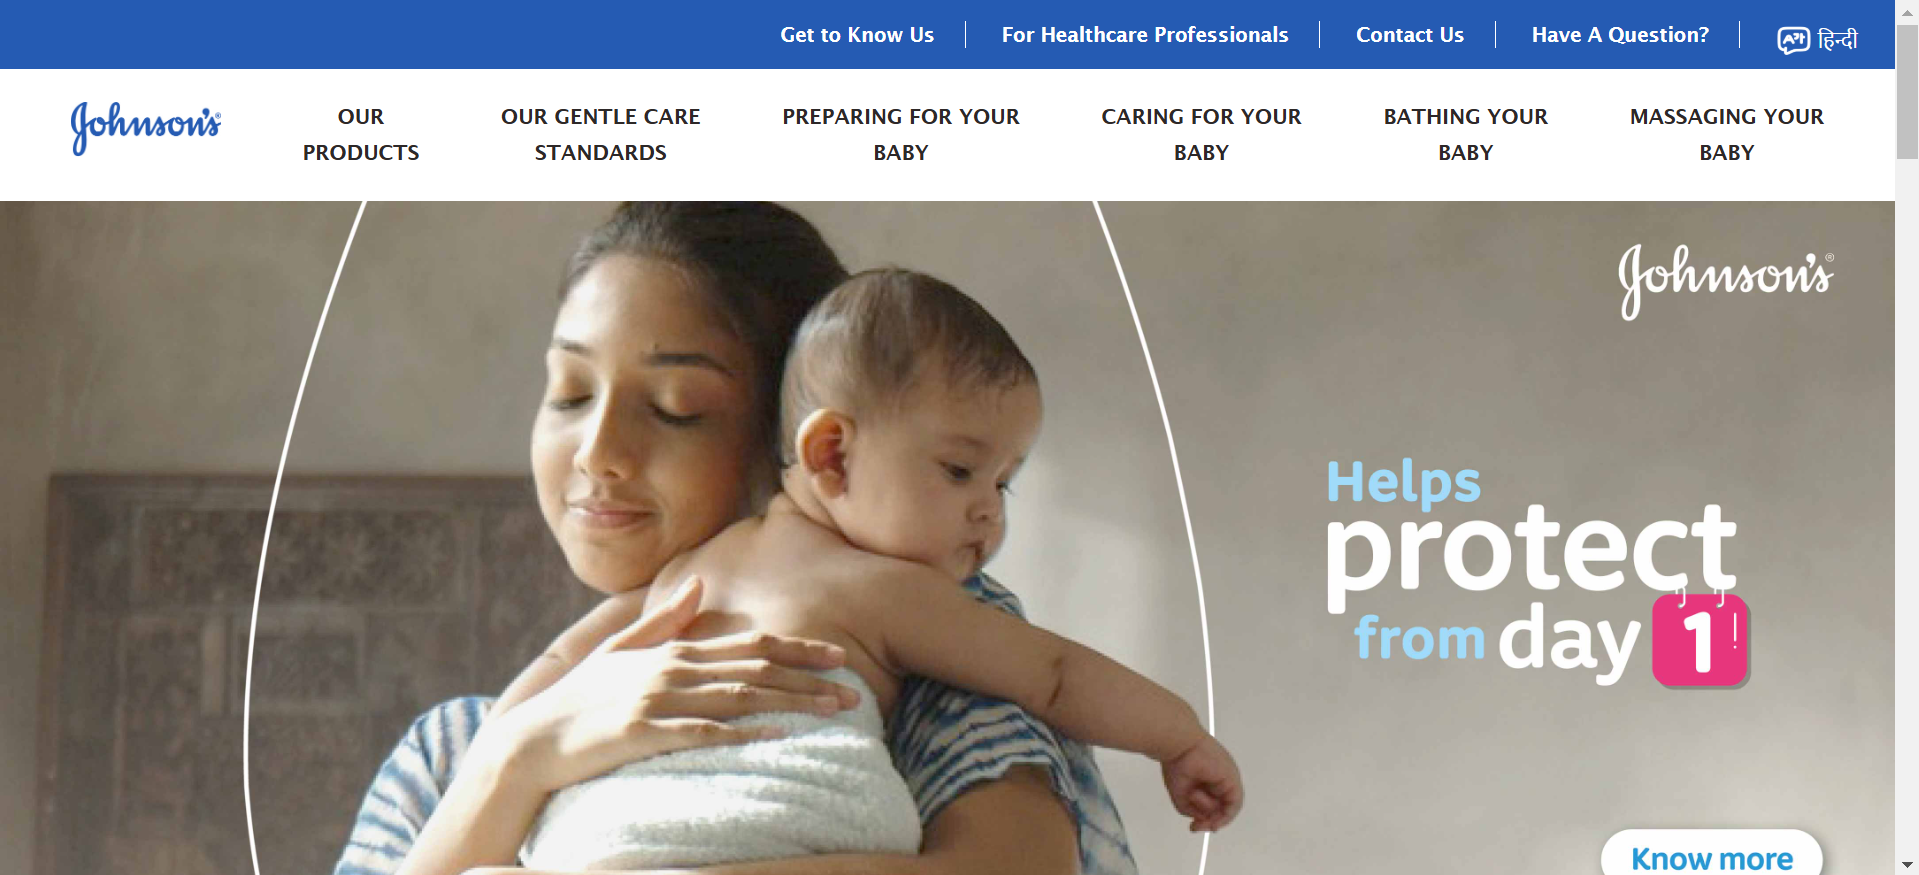 Get to Know Us
For Healthcare Professionals
Contact Us
Have A Question?
हिन्दी
Johnson's®
OUR PRODUCTS
OUR GENTLE CARE STANDARDS
PREPARING FOR YOUR BABY
CARING FOR YOUR BABY
BATHING YOUR BABY
MASSAGING YOUR BABY
Johnson's®
Helps
protect
from day 1
Know more